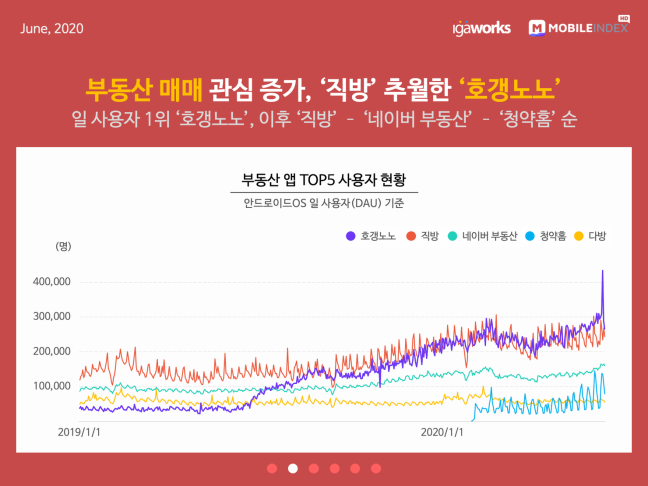 June, 2020
igaworks
M MOBILEINDEX HD
부동산 매매 관심 증가, ‘직방’ 추월한 ‘호갱노노’
일 사용자 1위 ‘호갱노노’, 이후 ‘직방’ - ‘네이버 부동산’ - ‘청약홈’ 순
부동산 앱 TOP5 사용자 현황
안드로이드OS 일 사용자(DAU) 기준
(명)
호갱노노 직방 네이버 부동산 청약홈 다방
400,000
300,000
200,000
100,000
2019/1/1 2020/1/1